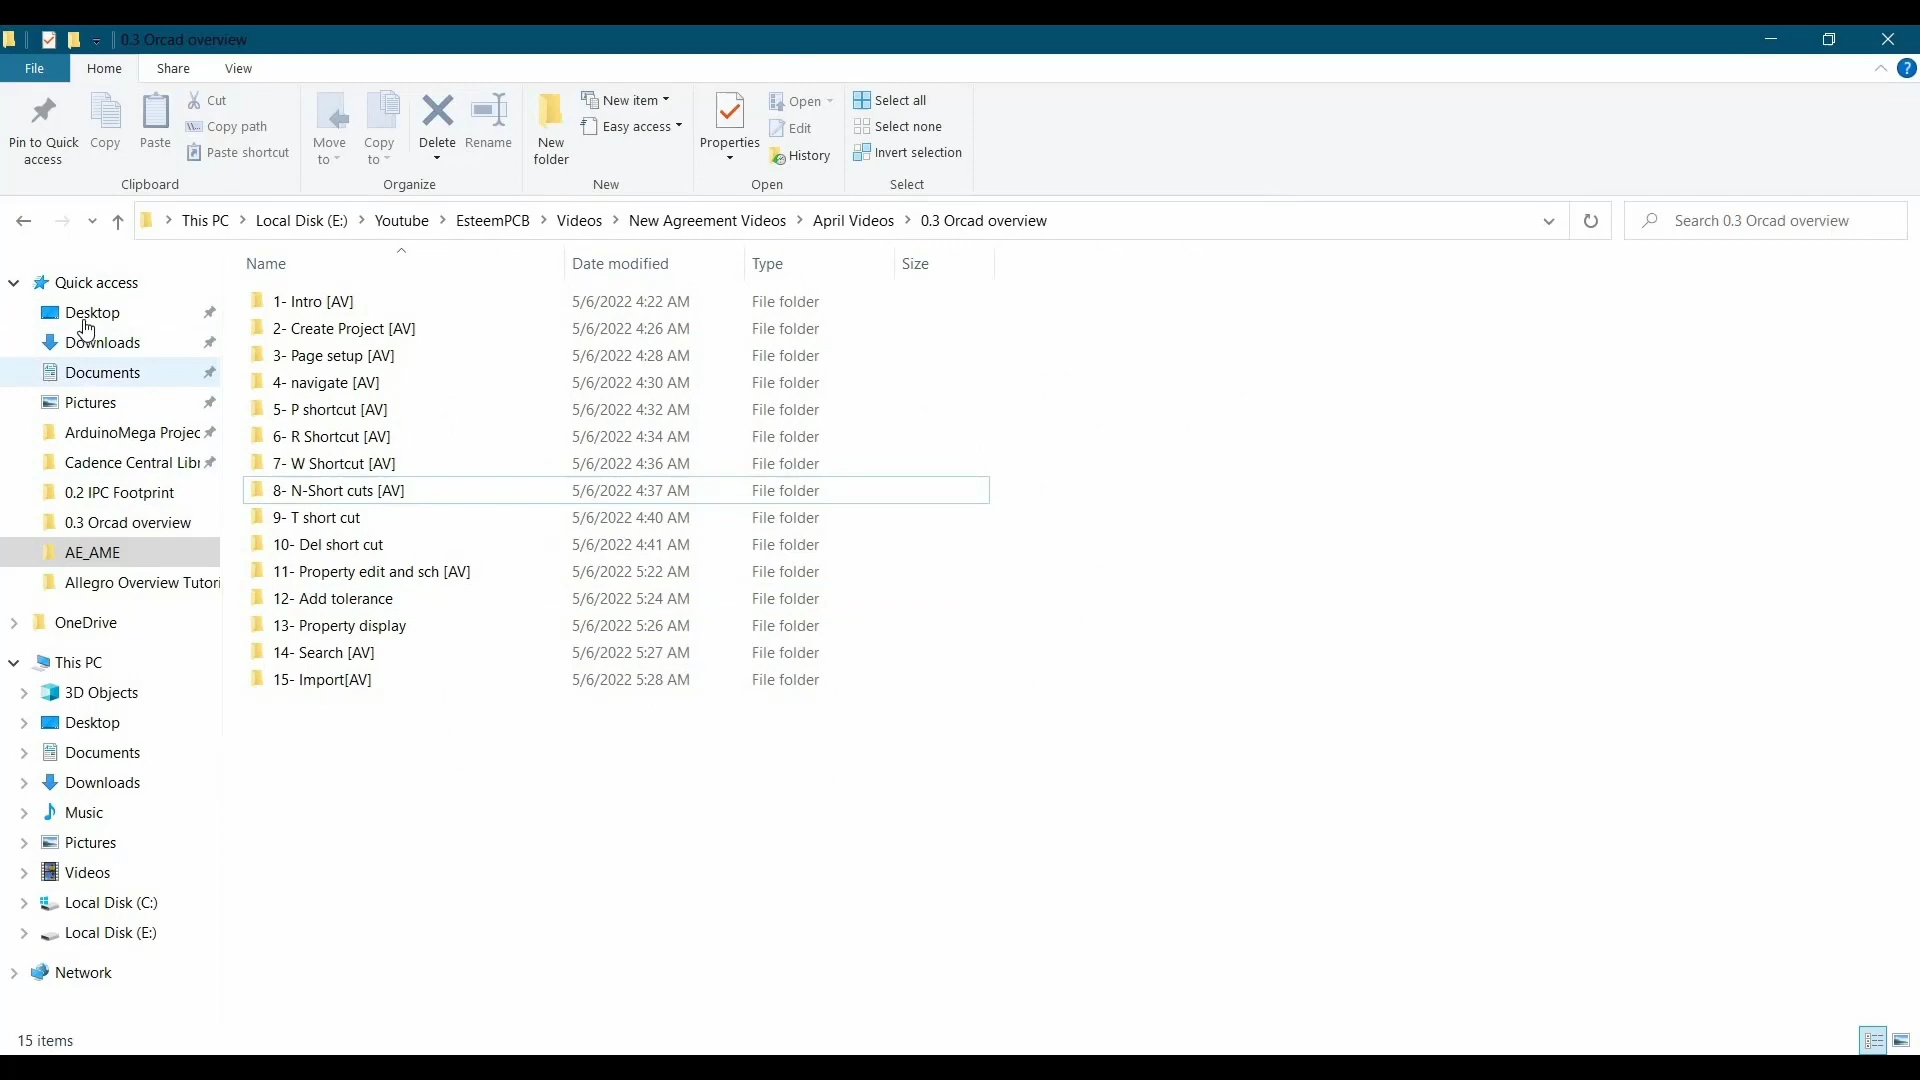 0.3 Orcad overview
File Home Share View
Pin to Quick access
Copy
Paste
Cut
Copy path
Paste shortcut
Clipboard
Move to
Copy to
Delete
Rename
Organize
New folder
New item
Easy access
New
Properties
Open
Edit
History
Open
Select all
Select none
Invert selection
Select
This PC > Local Disk (E:) > Youtube > EsteemPCB > Videos > New Agreement Videos > April Videos > 0.3 Orcad overview
Search 0.3 Orcad overview
Quick access
Desktop
Downloads
Documents
Pictures
ArduinoMega Projec
Cadence Central Libr
0.2 IPC Footprint
0.3 Orcad overview
AE_AME
Allegro Overview Tutori
OneDrive
This PC
3D Objects
Desktop
Documents
Downloads
Music
Pictures
Videos
Local Disk (C:)
Local Disk (E:)
Network
Name Date modified Type Size
1- Intro [AV] 5/6/2022 4:22 AM File folder
2- Create Project [AV] 5/6/2022 4:26 AM File folder
3- Page setup [AV] 5/6/2022 4:28 AM File folder
4- navigate [AV] 5/6/2022 4:30 AM File folder
5- P shortcut [AV] 5/6/2022 4:32 AM File folder
6- R Shortcut [AV] 5/6/2022 4:34 AM File folder
7- W Shortcut [AV] 5/6/2022 4:36 AM File folder
8- N-Short cuts [AV] 5/6/2022 4:37 AM File folder
9- T short cut 5/6/2022 4:40 AM File folder
10- Del short cut 5/6/2022 4:41 AM File folder
11- Property edit and sch [AV] 5/6/2022 5:22 AM File folder
12- Add tolerance 5/6/2022 5:24 AM File folder
13- Property display 5/6/2022 5:26 AM File folder
14- Search [AV] 5/6/2022 5:27 AM File folder
15- Import[AV] 5/6/2022 5:28 AM File folder
15 items